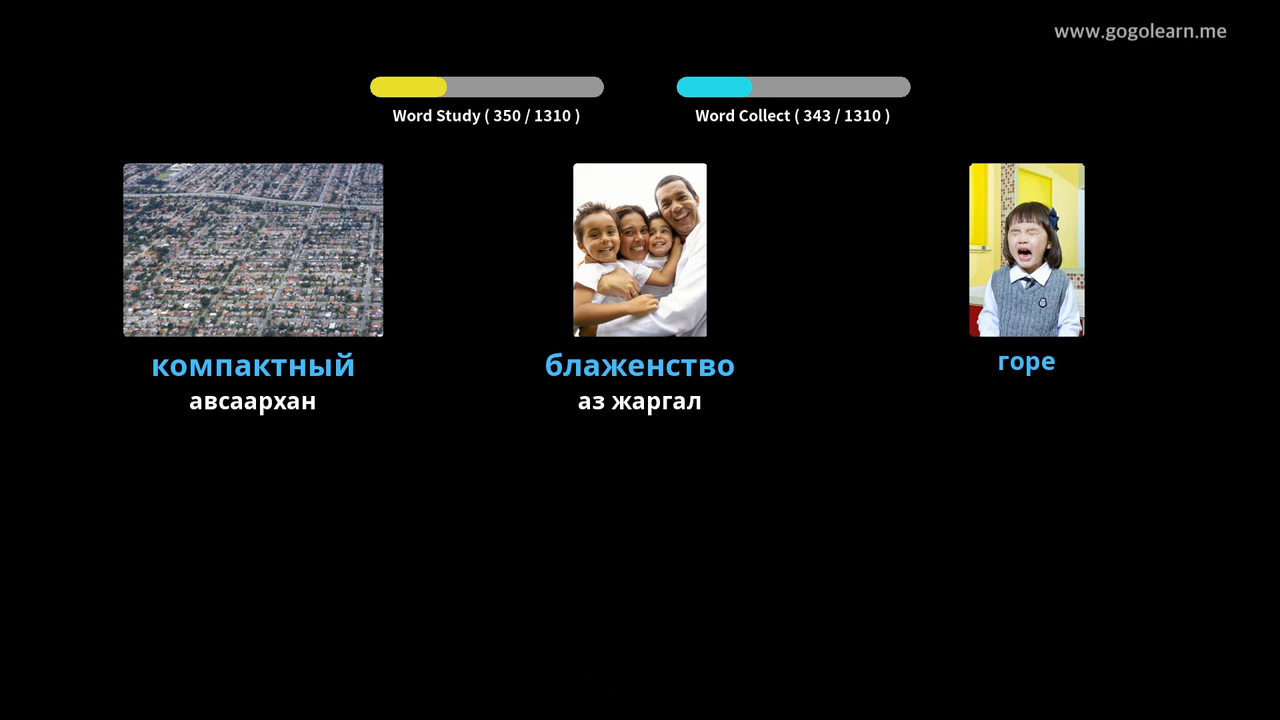 www.gogolearn.me
Word Study ( 350 / 1310 )
Word Collect ( 343 / 1310 )
компактный
авсаархан
блаженство
аз жаргал
горе